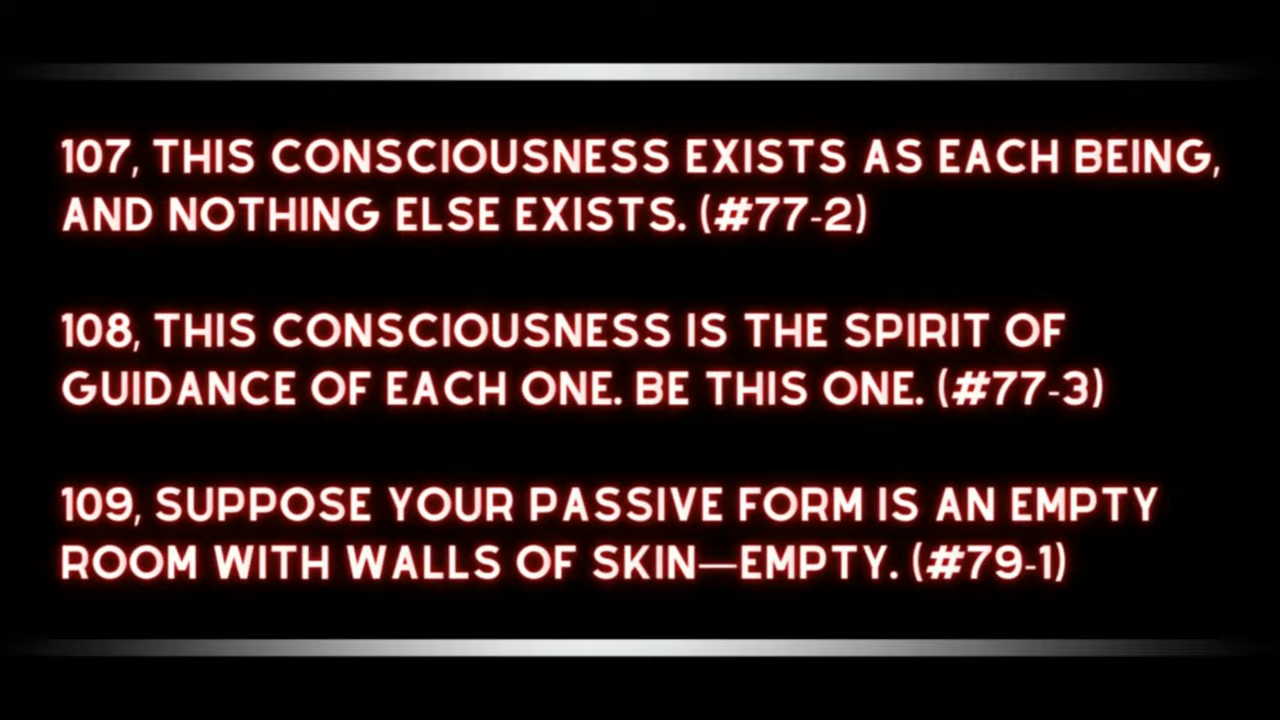 107, THIS CONSCIOUSNESS EXISTS AS EACH BEING,
AND NOTHING ELSE EXISTS. (#77-2)
108, THIS CONSCIOUSNESS IS THE SPIRIT OF
GUIDANCE OF EACH ONE. BE THIS ONE. (#77-3)
109, SUPPOSE YOUR PASSIVE FORM IS AN EMPTY
ROOM WITH WALLS OF SKIN—EMPTY. (#79-1)